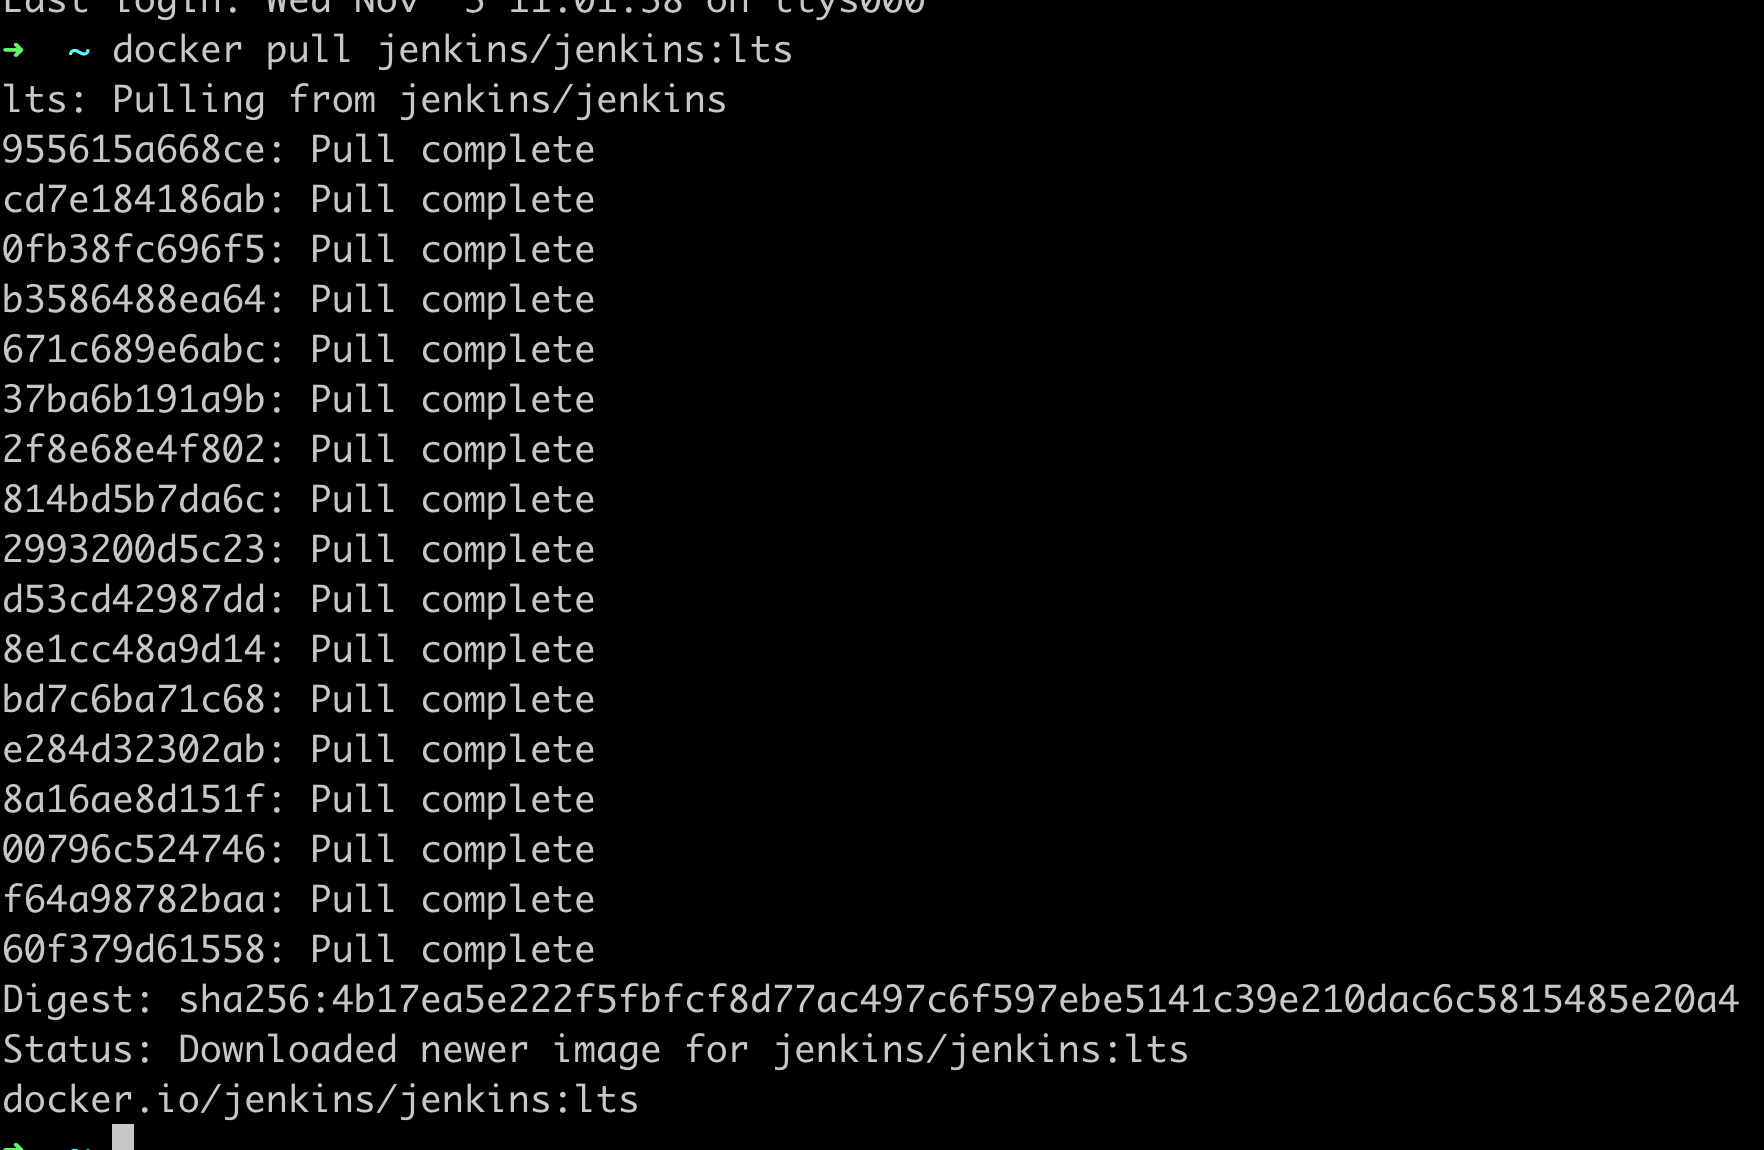 Last login: Wed Nov  5 11:01:58 on ttys000
➜  ~ docker pull jenkins/jenkins:lts
lts: Pulling from jenkins/jenkins
955615a668ce: Pull complete
cd7e184186ab: Pull complete
0fb38fc696f5: Pull complete
b3586488ea64: Pull complete
671c689e6abc: Pull complete
37ba6b191a9b: Pull complete
2f8e68e4f802: Pull complete
814bd5b7da6c: Pull complete
2993200d5c23: Pull complete
d53cd42987dd: Pull complete
8e1cc48a9d14: Pull complete
bd7c6ba71c68: Pull complete
e284d32302ab: Pull complete
8a16ae8d151f: Pull complete
00796c524746: Pull complete
f64a98782baa: Pull complete
60f379d61558: Pull complete
Digest: sha256:4b17ea5e222f5fbfcf8d77ac497c6f597ebe5141c39e210dac6c5815485e20a4
Status: Downloaded newer image for jenkins/jenkins:lts
docker.io/jenkins/jenkins:lts
➜  ~